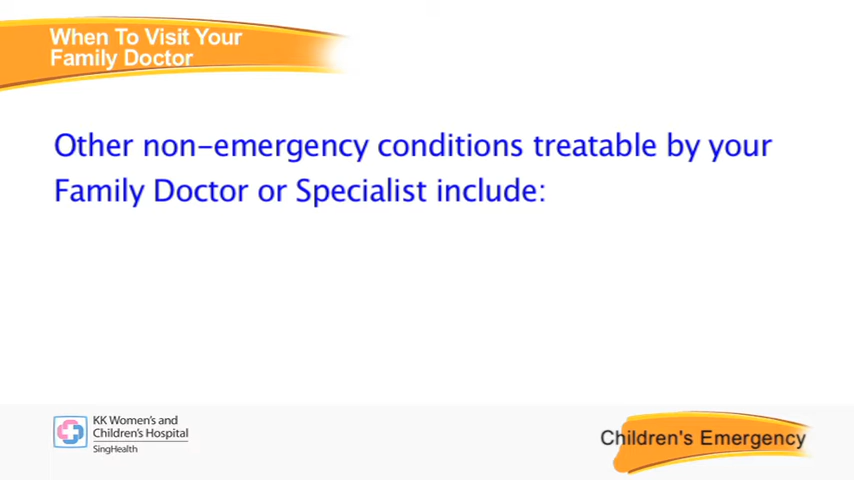 When To Visit Your
Family Doctor
Other non-emergency conditions treatable by your
Family Doctor or Specialist include:
KK Women's and
Children's Hospital
SingHealth
Children's Emergency